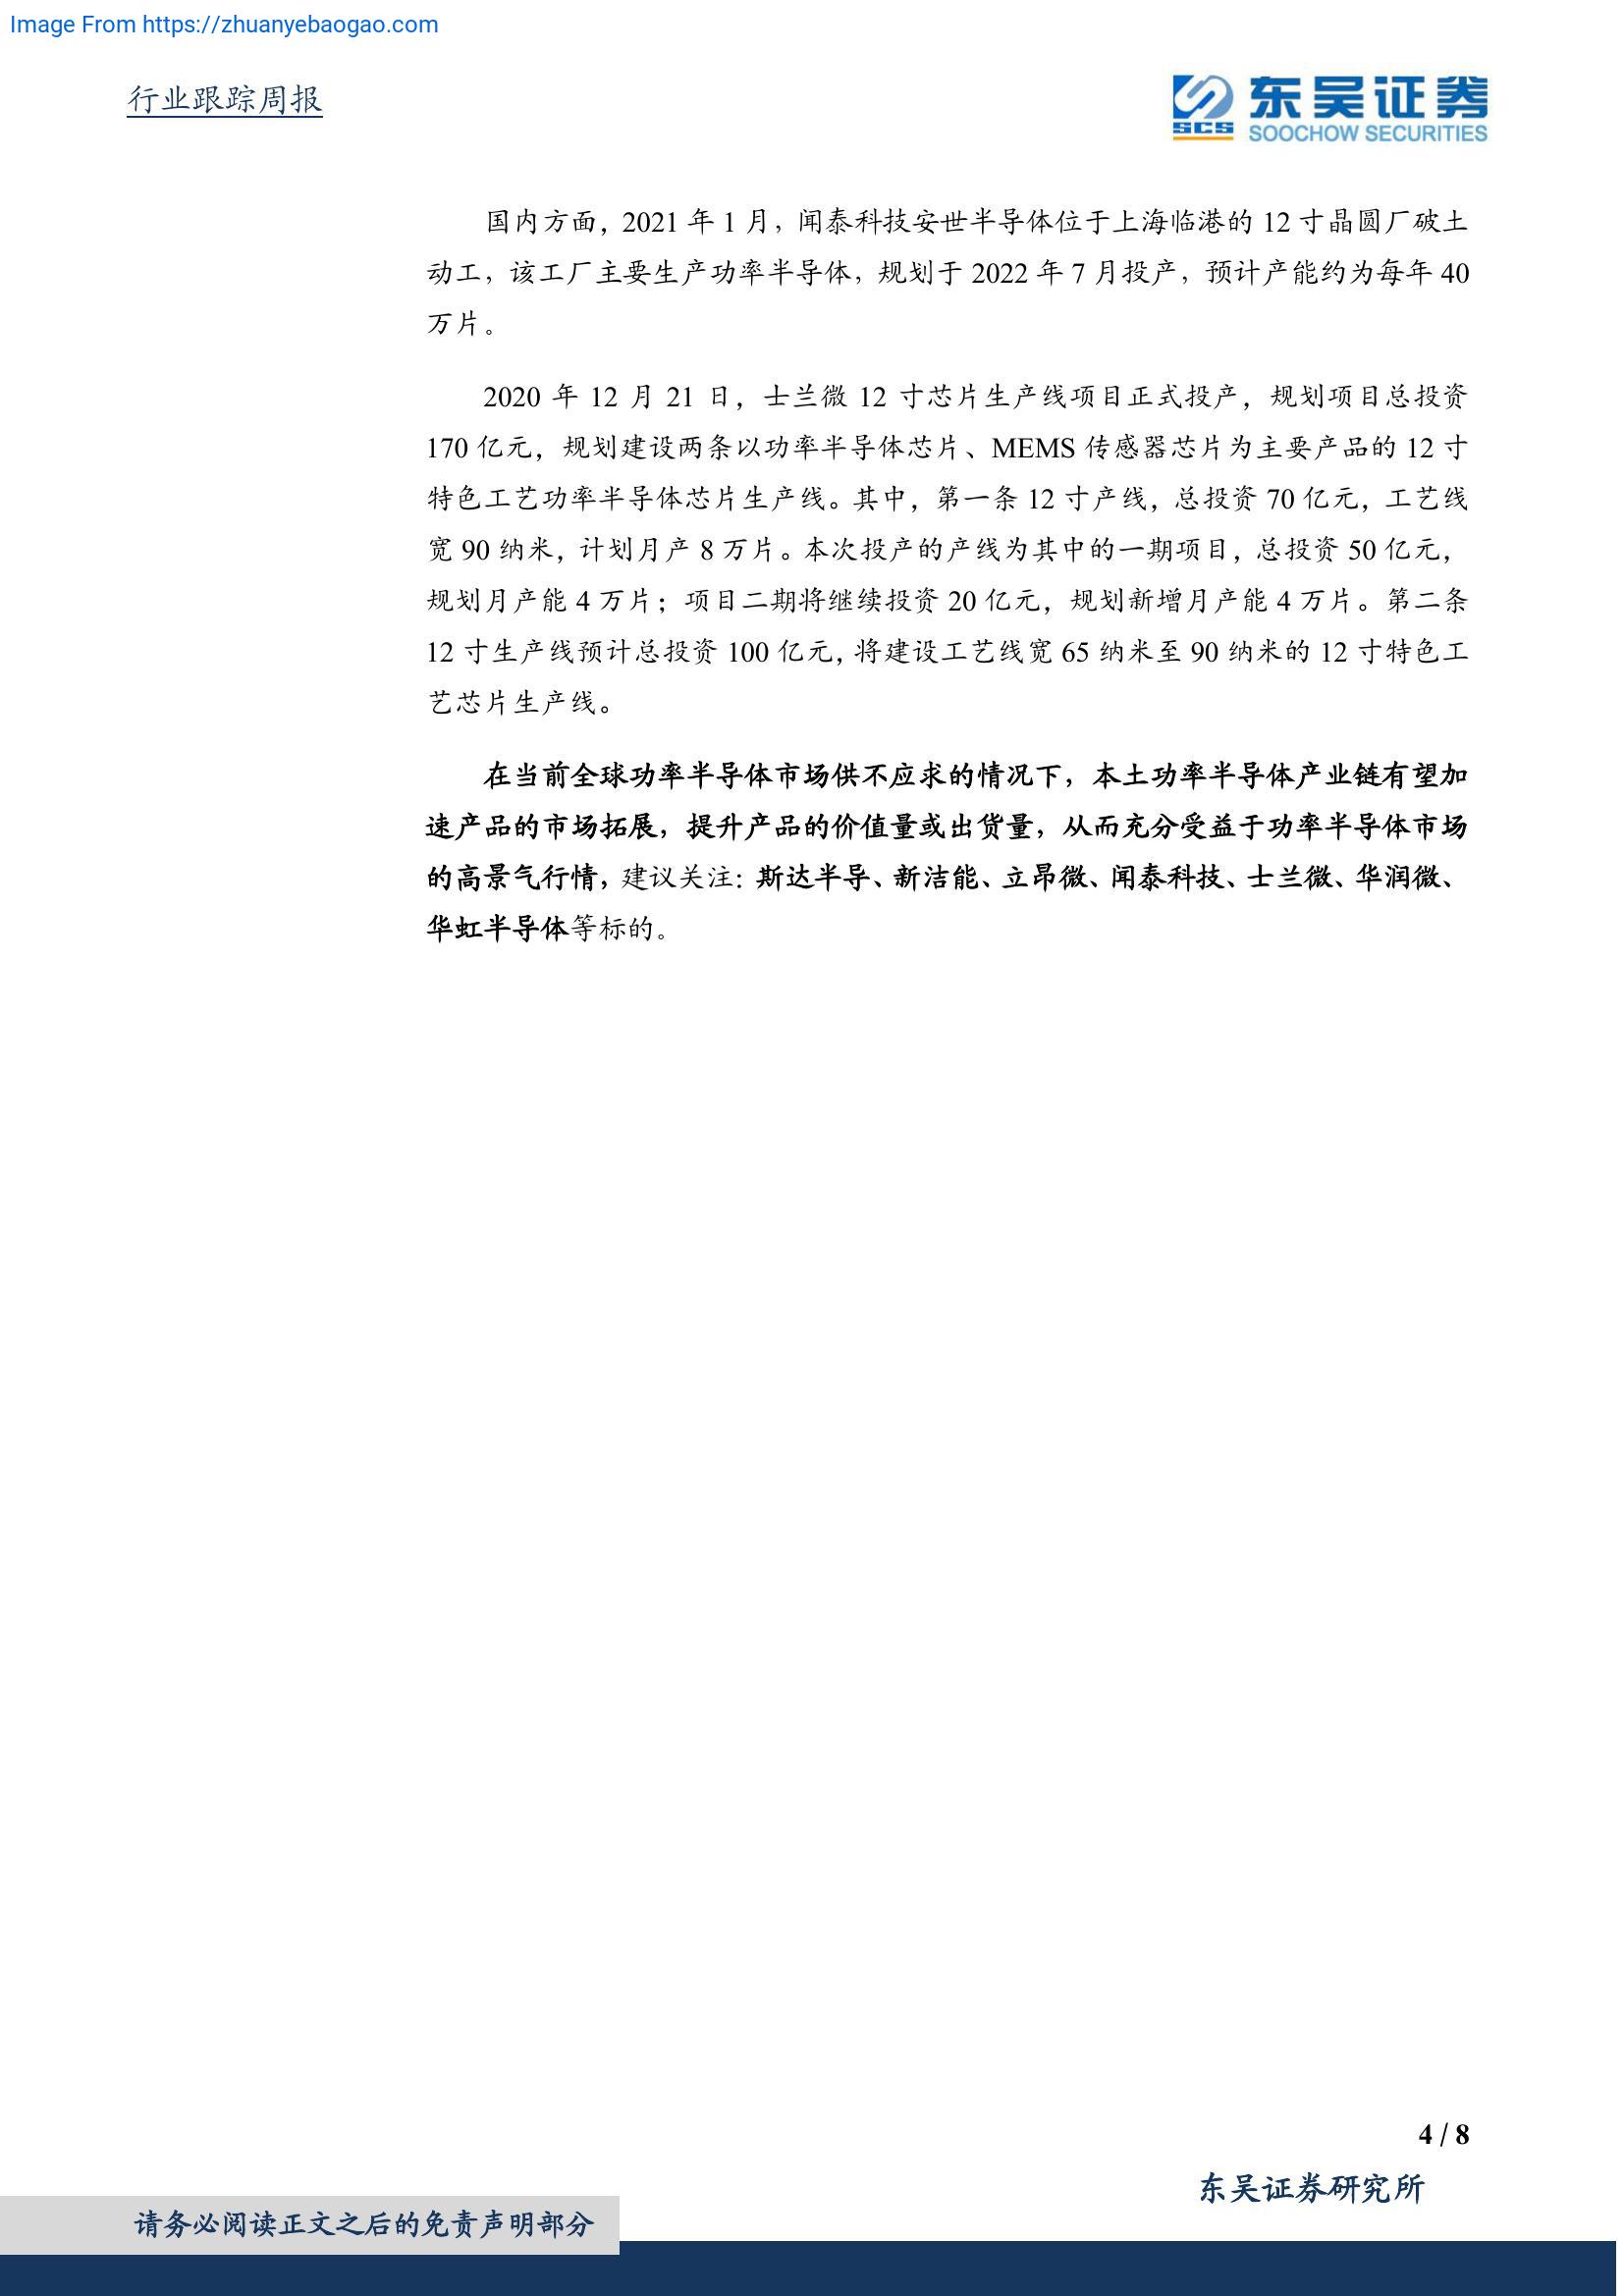 Image From https://zhuanyebaogao.com
行业跟踪周报
SCS
东吴证券
SOOCHOW SECURITIES
国内方面，2021 年 1 月，闻泰科技安世半导体位于上海临港的 12 寸晶圆厂破土
动工，该工厂主要生产功率半导体，规划于 2022 年 7 月投产，预计产能约为每年 40
万片。
2020 年 12 月 21 日，士兰微 12 寸芯片生产线项目正式投产，规划项目总投资
170 亿元，规划建设两条以功率半导体芯片、MEMS 传感器芯片为主要产品的 12 寸
特色工艺功率半导体芯片生产线。其中，第一条 12 寸产线，总投资 70 亿元，工艺线
宽 90 纳米，计划月产 8 万片。本次投产的产线为其中的一期项目，总投资 50 亿元，
规划月产能 4 万片；项目二期将继续投资 20 亿元，规划新增月产能 4 万片。第二条
12 寸生产线预计总投资 100 亿元，将建设工艺线宽 65 纳米至 90 纳米的 12 寸特色工
艺芯片生产线。
在当前全球功率半导体市场供不应求的情况下，本土功率半导体产业链有望加
速产品的市场拓展，提升产品的价值量或出货量，从而充分受益于功率半导体市场
的高景气行情，建议关注：斯达半导、新洁能、立昂微、闻泰科技、士兰微、华润微、
华虹半导体等标的。
4 / 8
东吴证券研究所
请务必阅读正文之后的免责声明部分